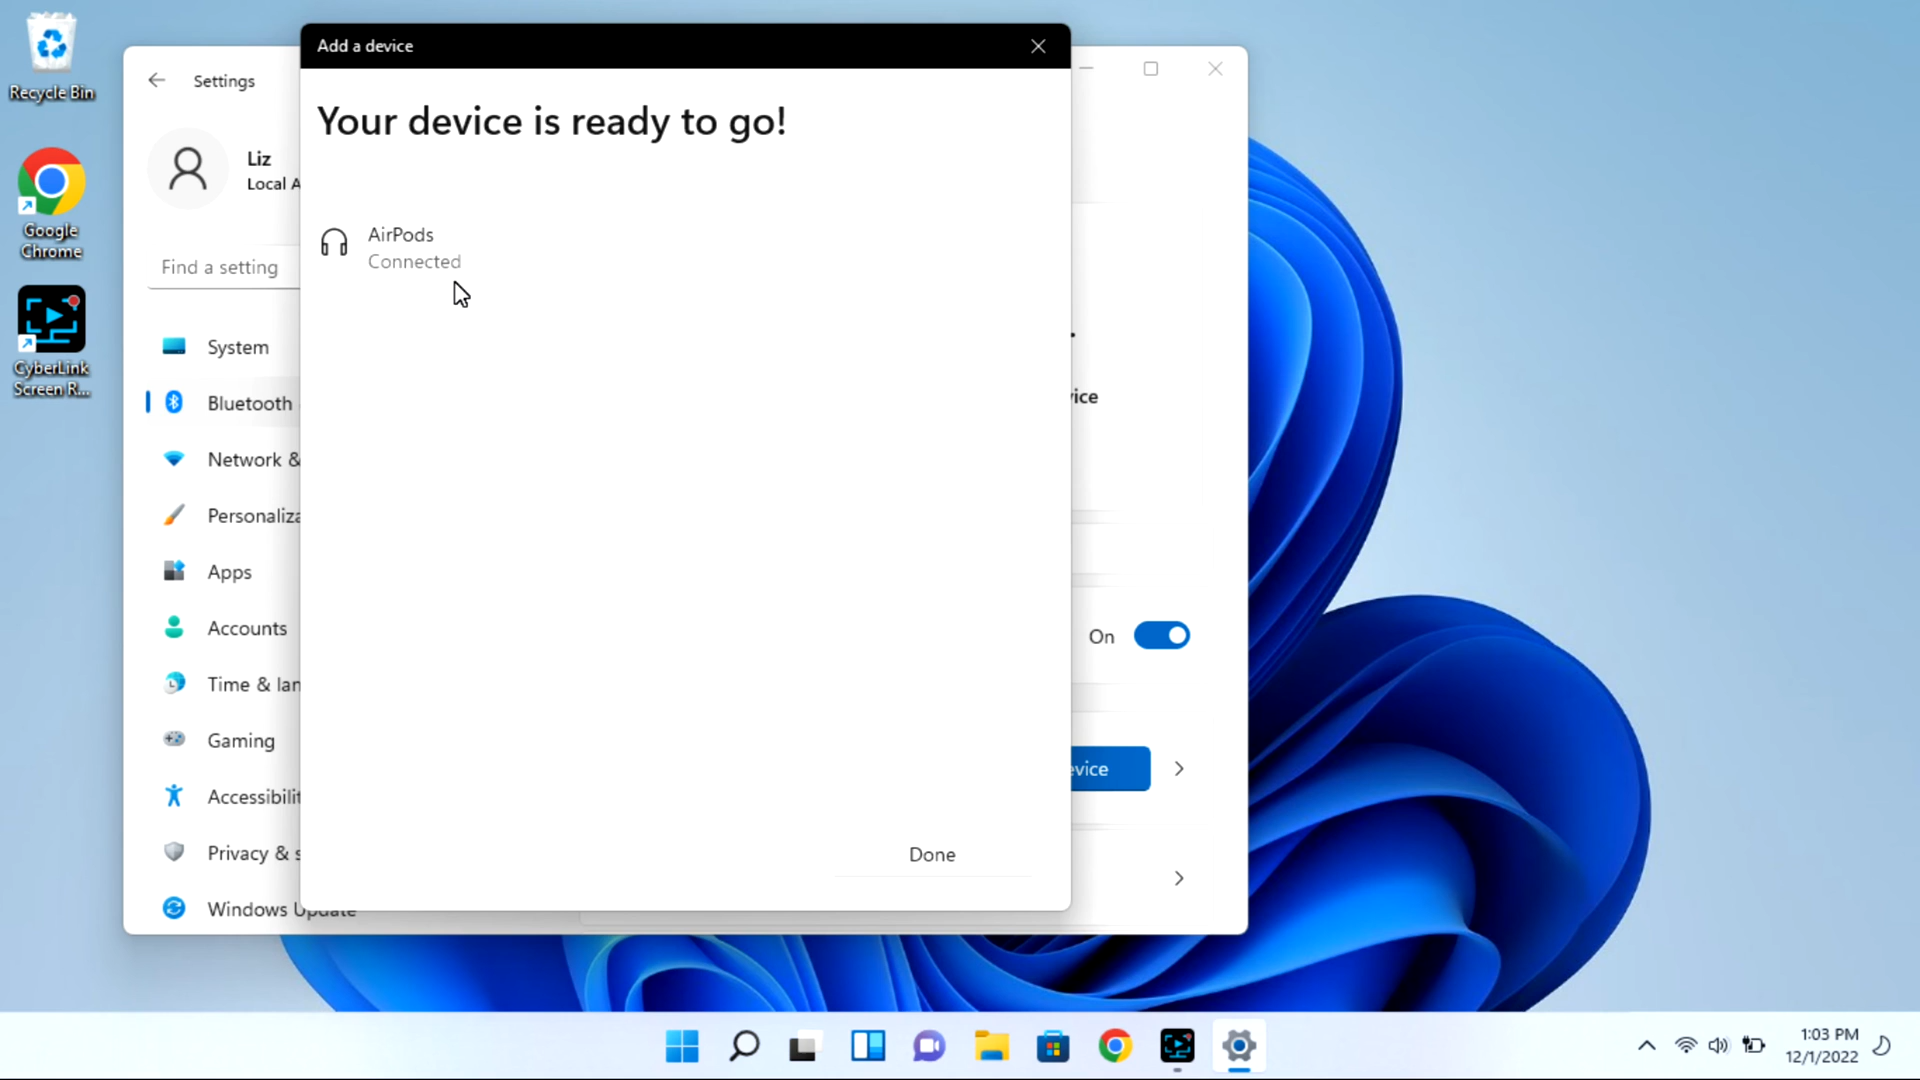 Recycle Bin
Google
Chrome
CyberLink
Screen R...
Settings
Liz
Local A
Find a setting
System
Bluetooth
Network &
Personaliza
Apps
Accounts
Time & lan
Gaming
Accessibilit
Privacy & s
Windows Update
Add a device
Your device is ready to go!
AirPods
Connected
Done
vice
On
evice
1:03 PM
12/1/2022